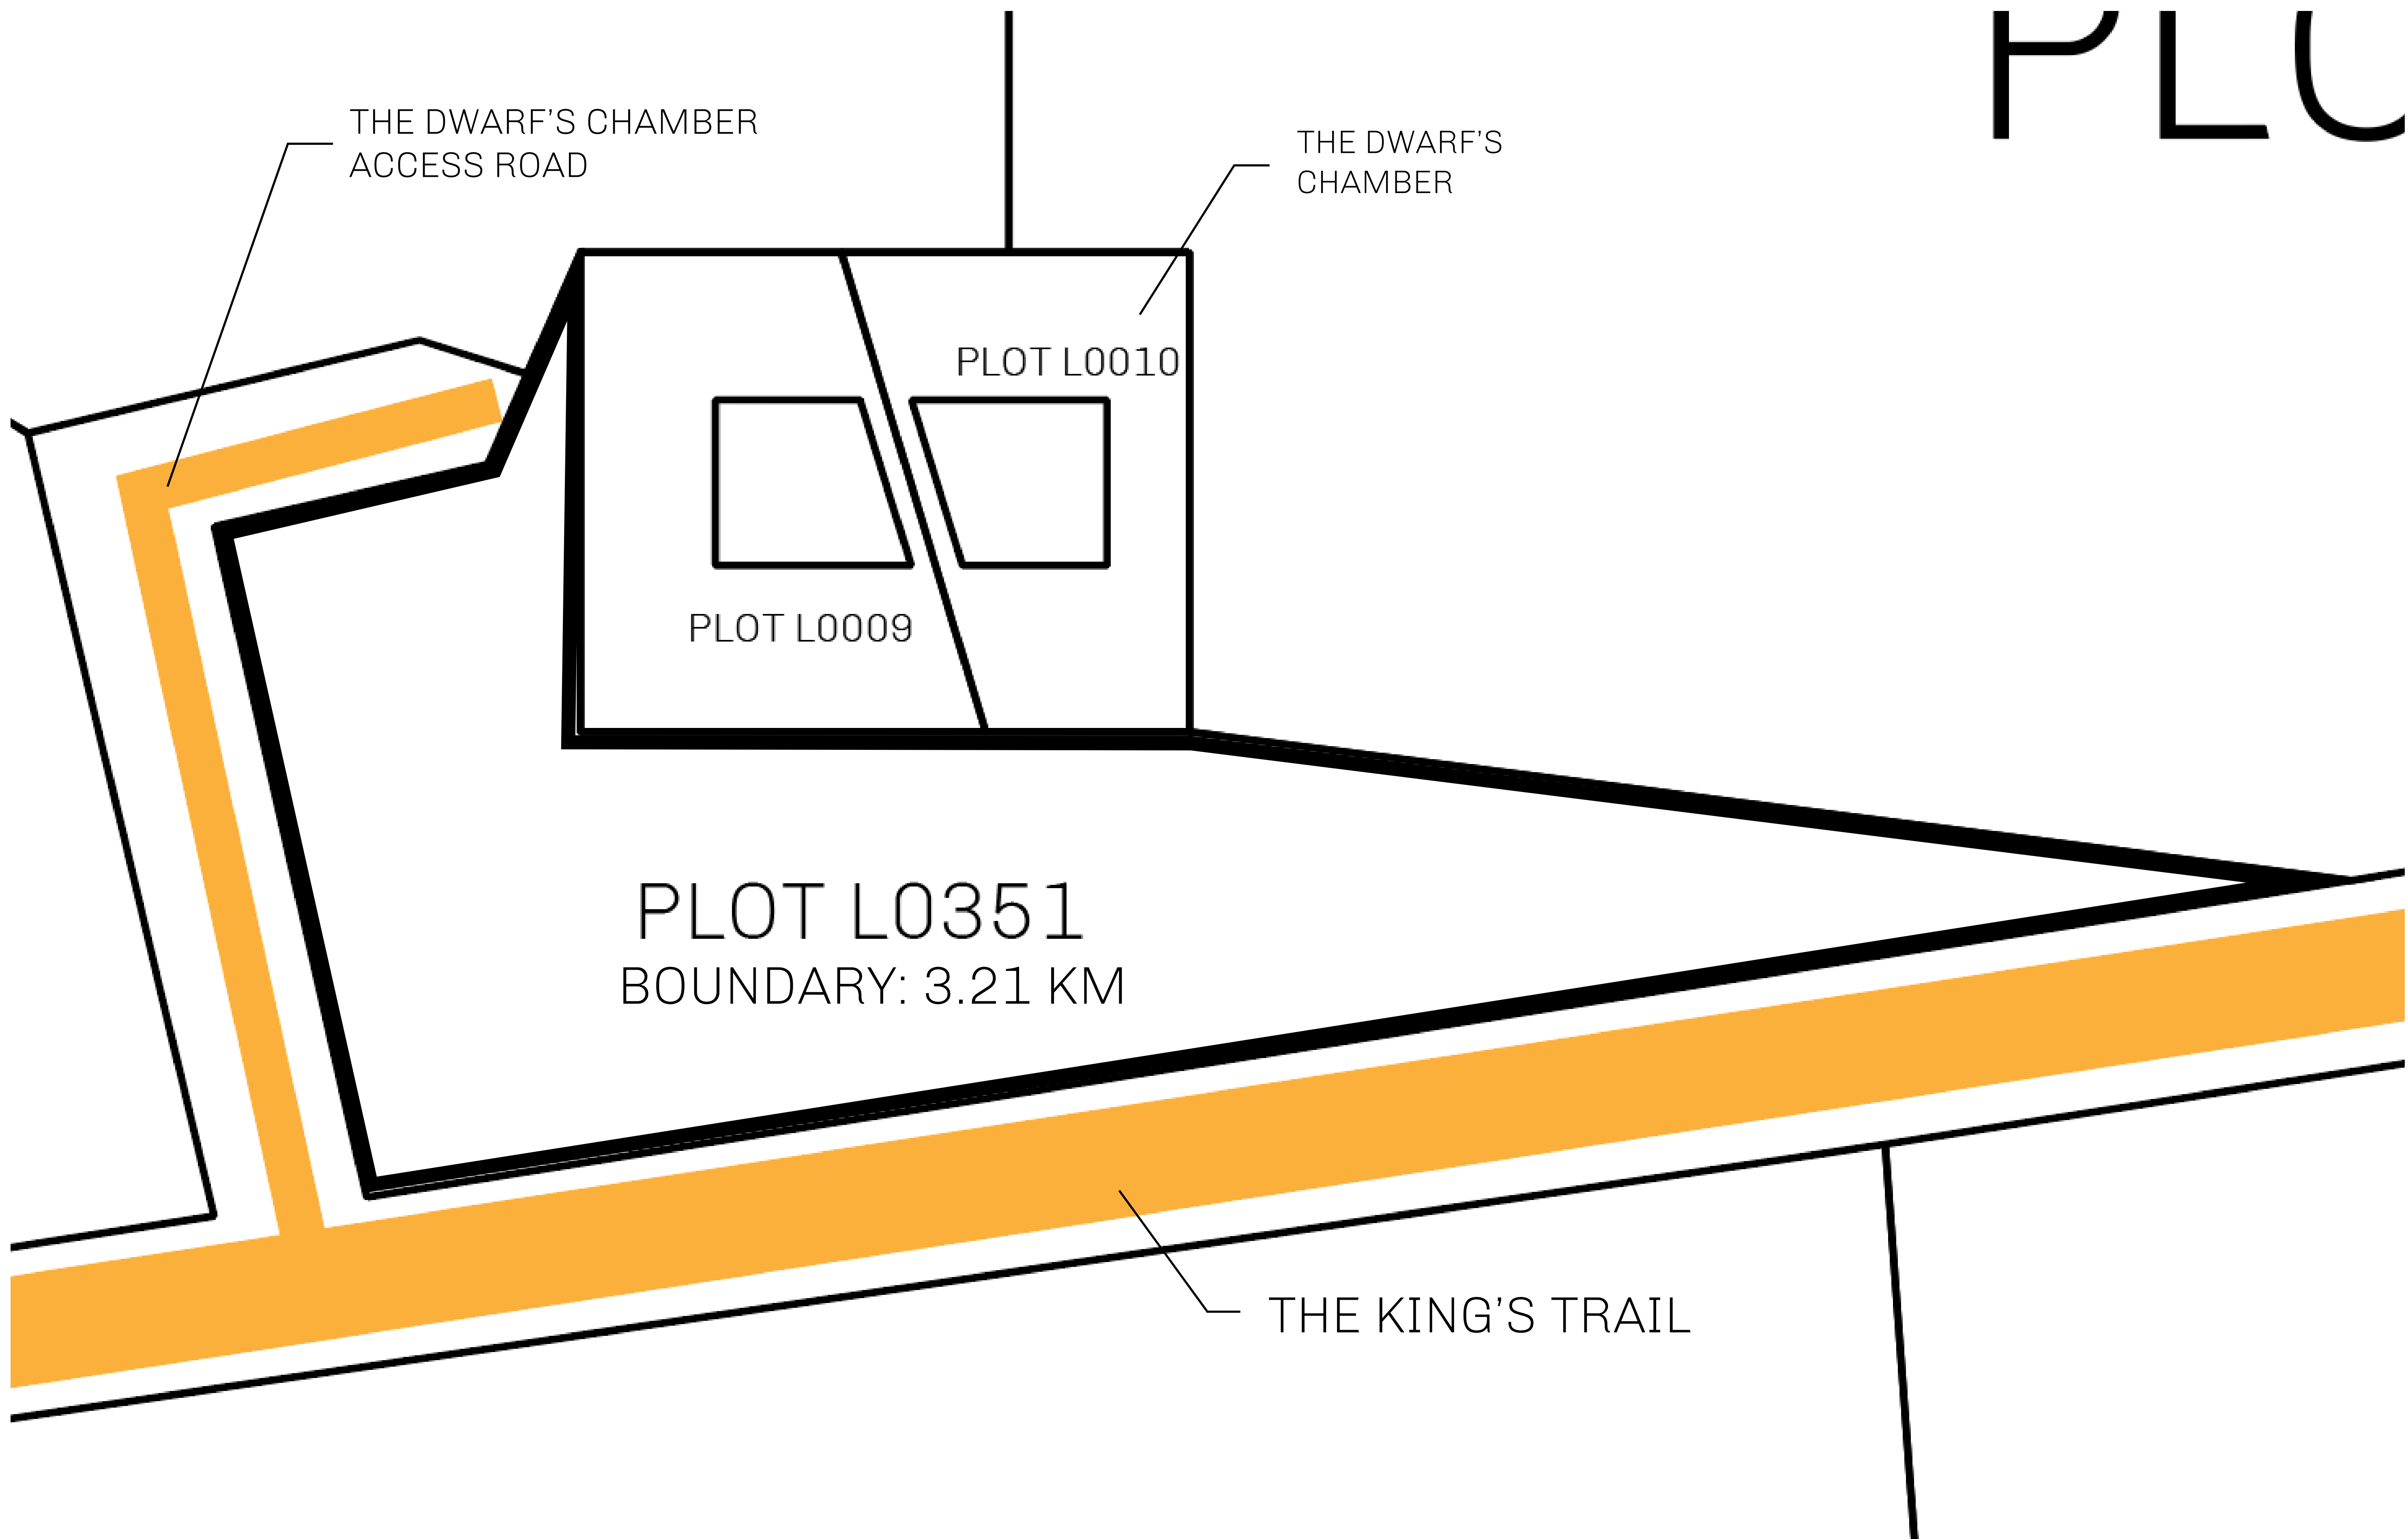 PLO
THE DWARF'S CHAMBER
ACCESS ROAD
THE DWARF'S
CHAMBER
PLOT L0010
PLOT L0009
PLOT L0351
BOUNDARY: 3.21 KM
THE KING'S TRAIL